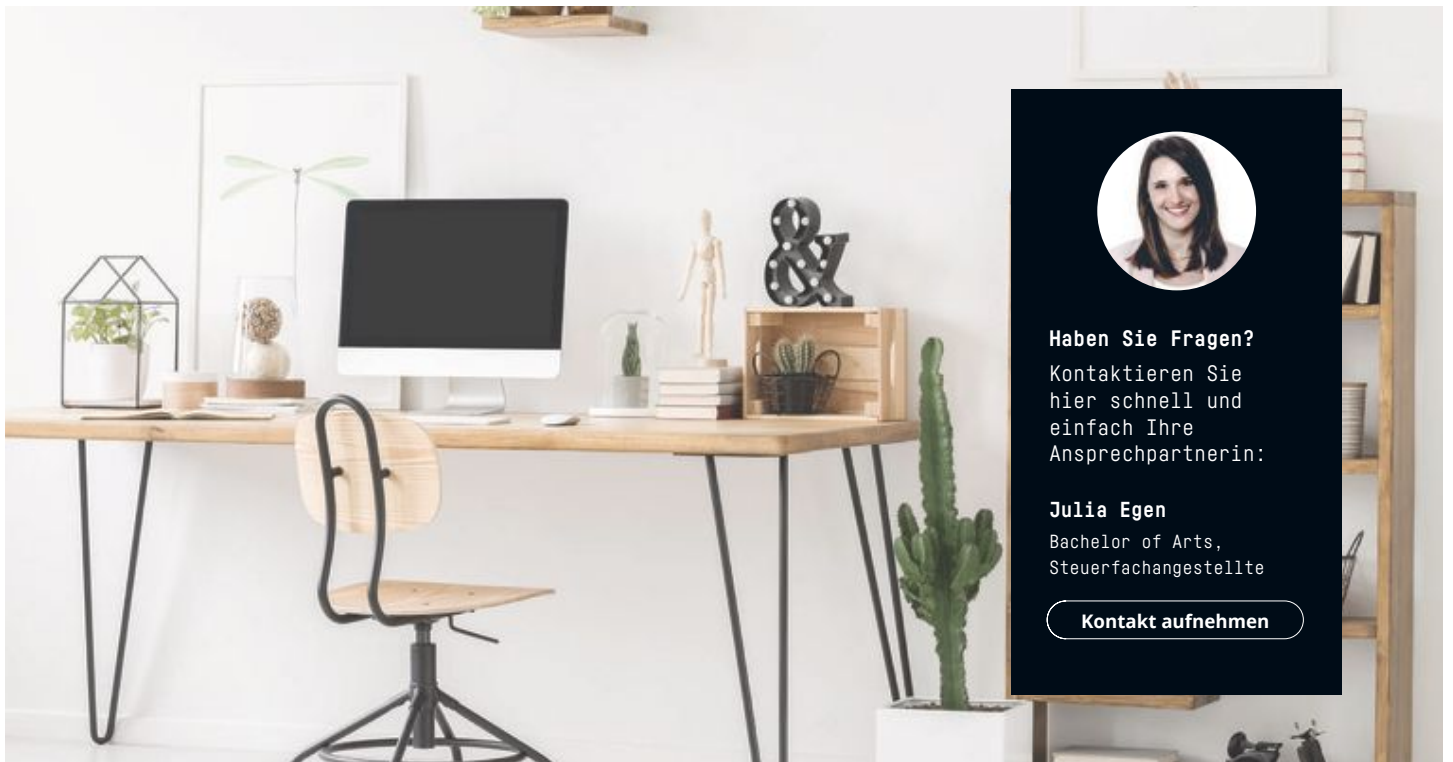 &
Haben Sie Fragen?
Kontaktieren Sie
hier schnell und
einfach Ihre
Ansprechpartnerin:
Julia Egen
Bachelor of Arts,
Steuerfachangestellte
Kontakt aufnehmen